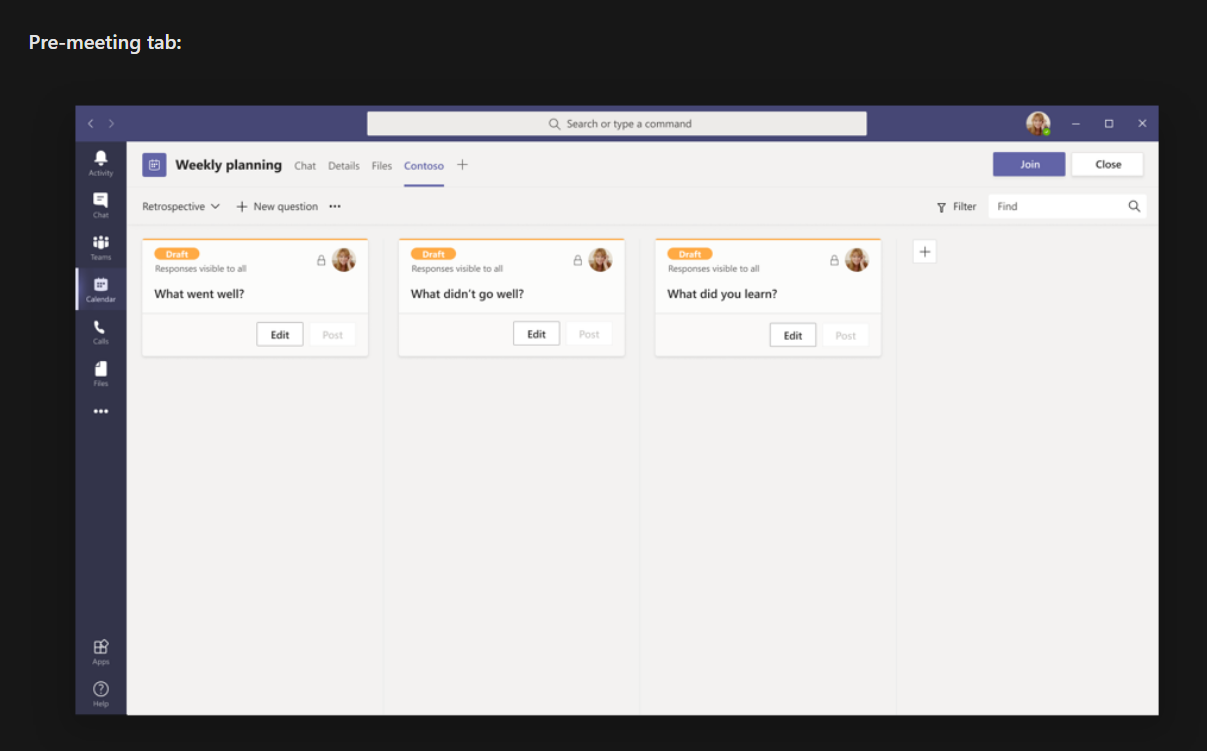 Pre-meeting tab:
Search or type a command
Activity
Chat
Teams
Calendar
Calls
Files
Apps
Help
Weekly planning Chat Details Files Contoso
Join Close
Retrospective New question
Filter Find
Draft
Responses visible to all
What went well?
Edit Post
Draft
Responses visible to all
What didn't go well?
Edit Post
Draft
Responses visible to all
What did you learn?
Edit Post